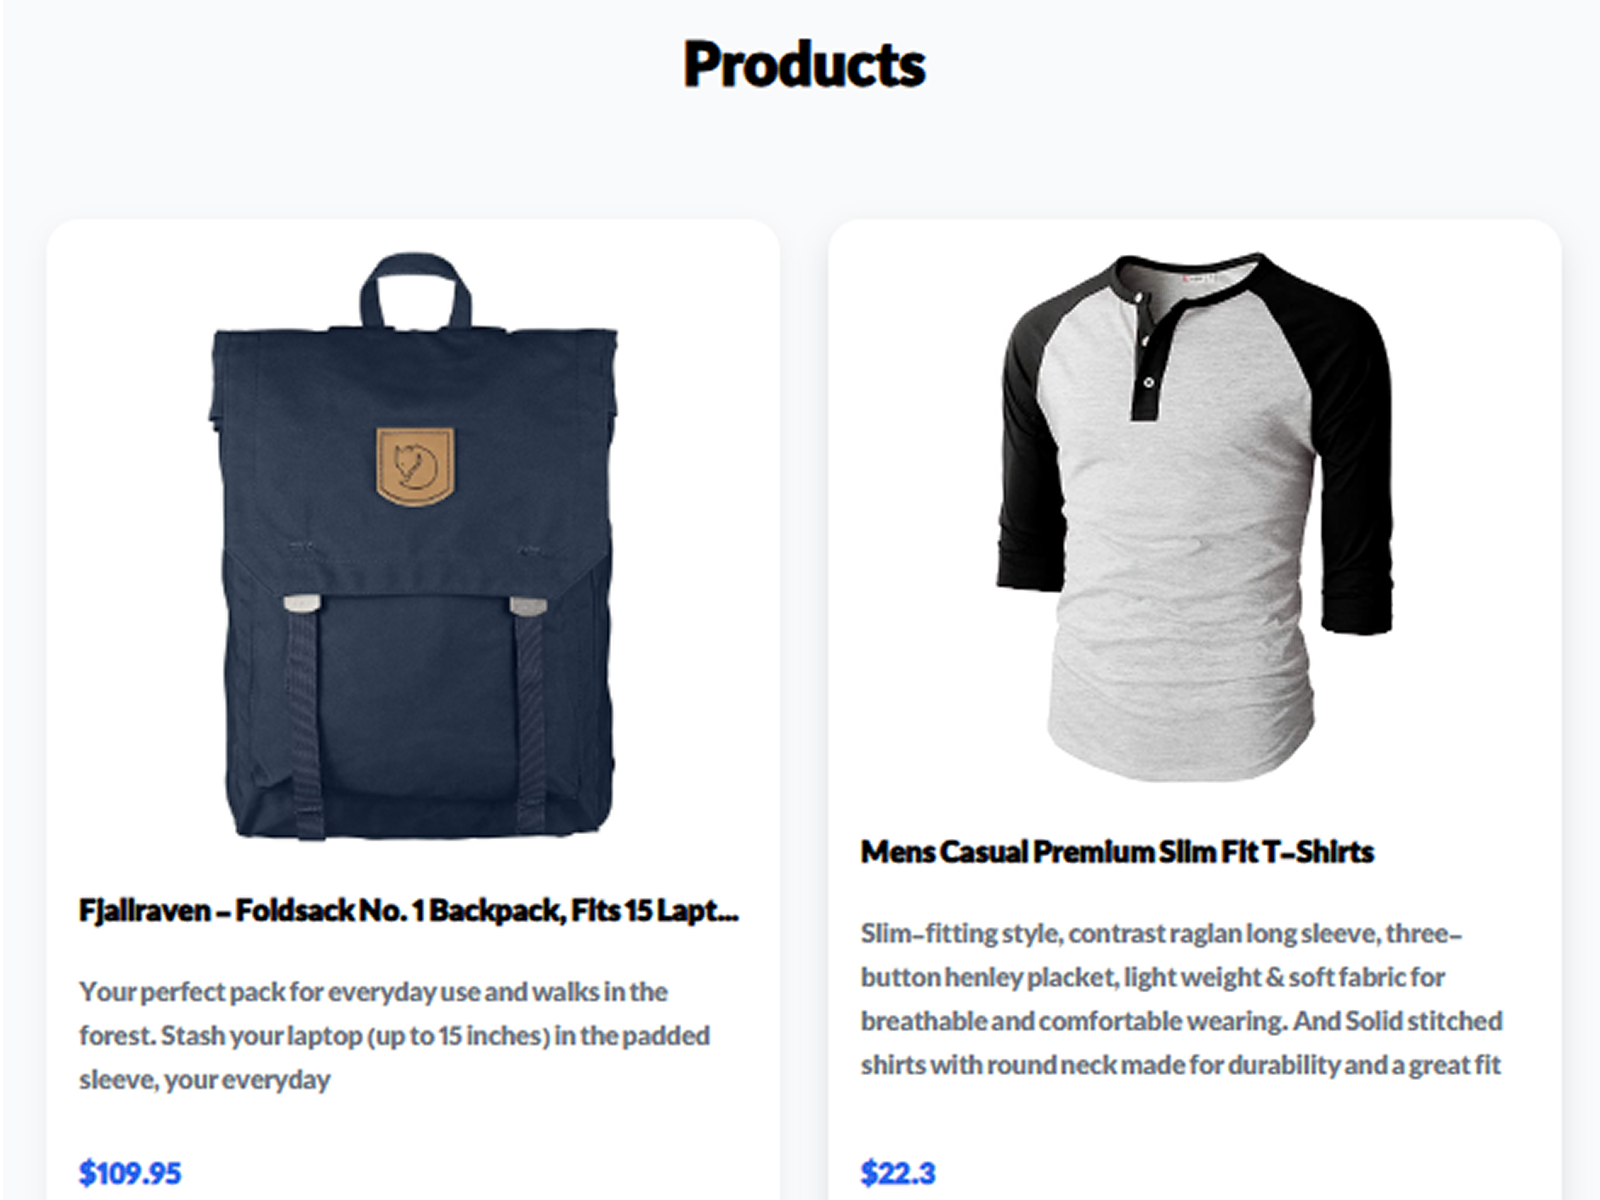 Products
Fjallraven - Foldsack No. 1 Backpack, Fits 15 Lapt...
Your perfect pack for everyday use and walks in the
forest. Stash your laptop (up to 15 inches) in the padded
sleeve, your everyday
$109.95
Mens Casual Premium Slim Fit T-Shirts
Slim-fitting style, contrast raglan long sleeve, three-
button henley placket, light weight & soft fabric for
breathable and comfortable wearing. And Solid stitched
shirts with round neck made for durability and a great fit
$22.3